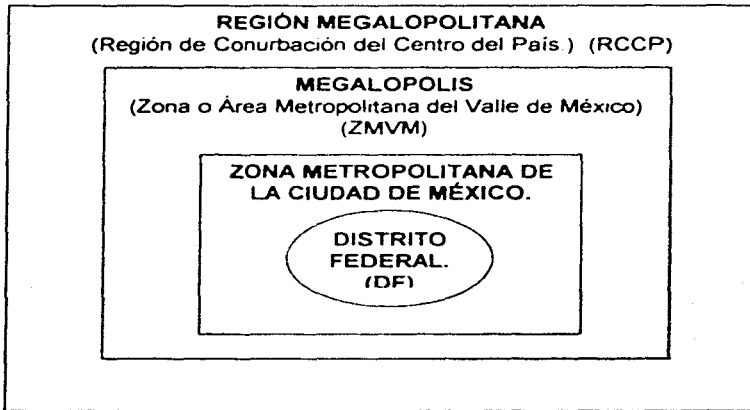 REGIÓN MEGALOPOLITANA
(Región de Conurbación del Centro del País.) (RCCP)
MEGALOPOLIS
(Zona o Área Metropolitana del Valle de México)
(ZMVM)
ZONA METROPOLITANA DE
LA CIUDAD DE MÉXICO.
DISTRITO
FEDERAL.
(DF)